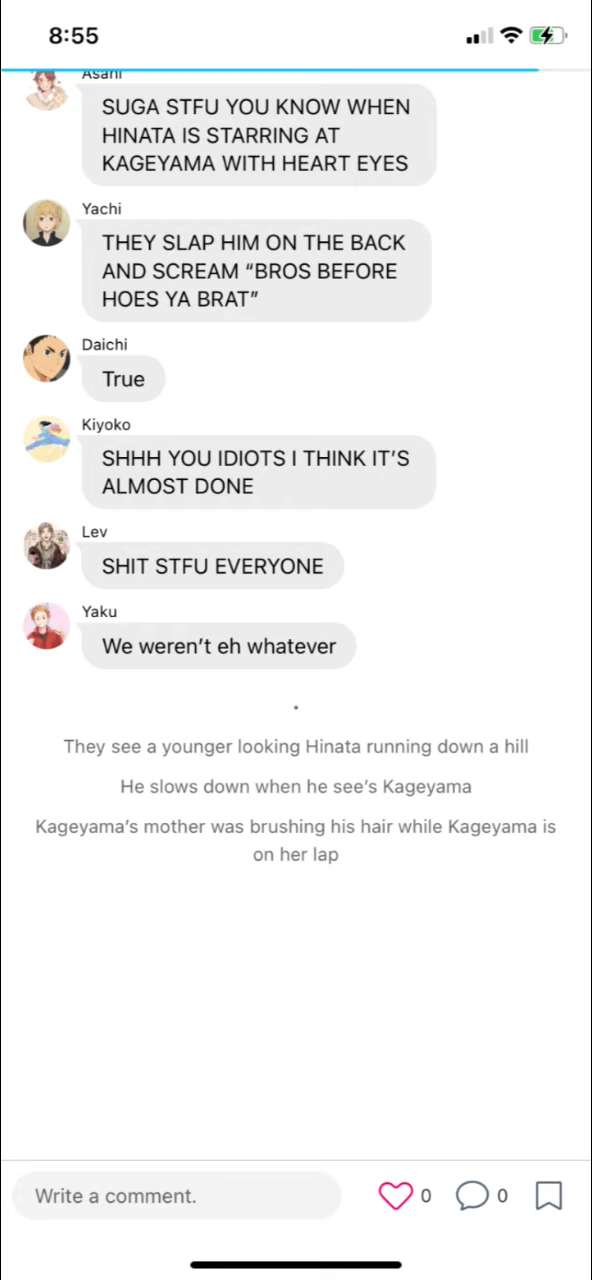 8:55
Asahi
SUGA STFU YOU KNOW WHEN
HINATA IS STARRING AT
KAGEYAMA WITH HEART EYES
Yachi
THEY SLAP HIM ON THE BACK
AND SCREAM “BROS BEFORE
HOES YA BRAT”
Daichi
True
Kiyoko
SHHH YOU IDIOTS I THINK IT’S
ALMOST DONE
Lev
SHIT STFU EVERYONE
Yaku
We weren’t eh whatever
.
They see a younger looking Hinata running down a hill
He slows down when he see’s Kageyama
Kageyama’s mother was brushing his hair while Kageyama is
on her lap
Write a comment.
0
0